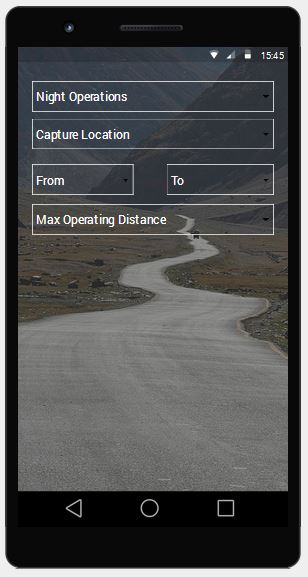 15:45
Night Operations
Capture Location
From To
Max Operating Distance